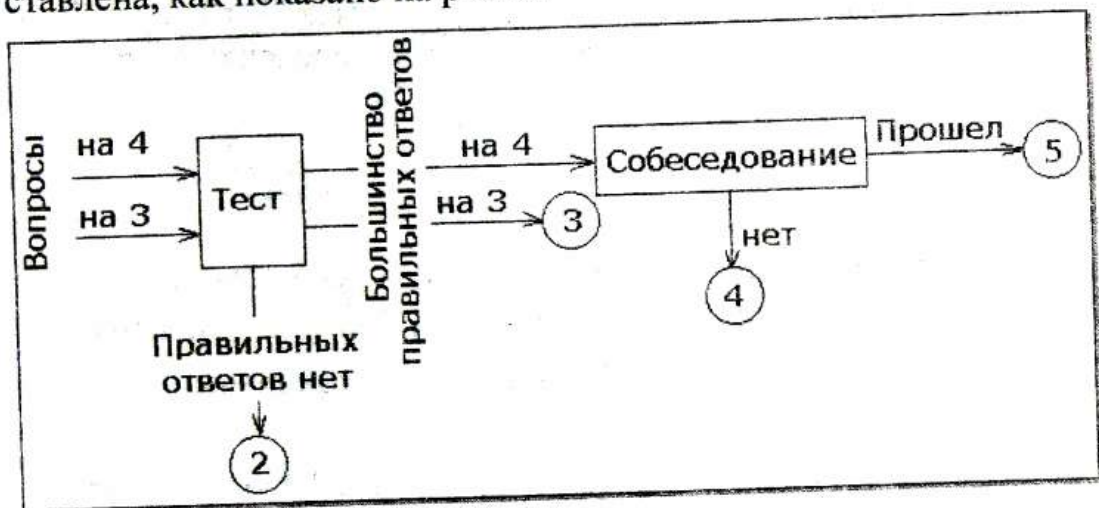 ставлена, как показано на
Вопросы
на 4
на 3
Тест
Большинство
правильных ответов
на 4
на 3
3
Собеседование
Прошел
5
нет
4
Правильных
ответов нет
2